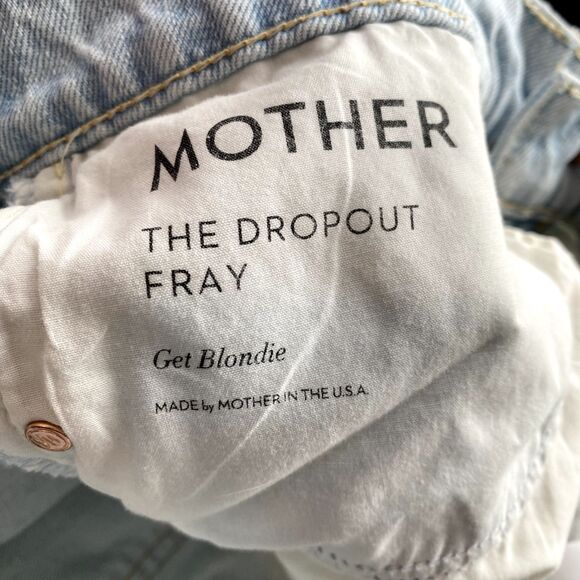 MOTHER
THE DROPOUT
FRAY
Get Blondie
MADE by MOTHER IN THE U.S.A.